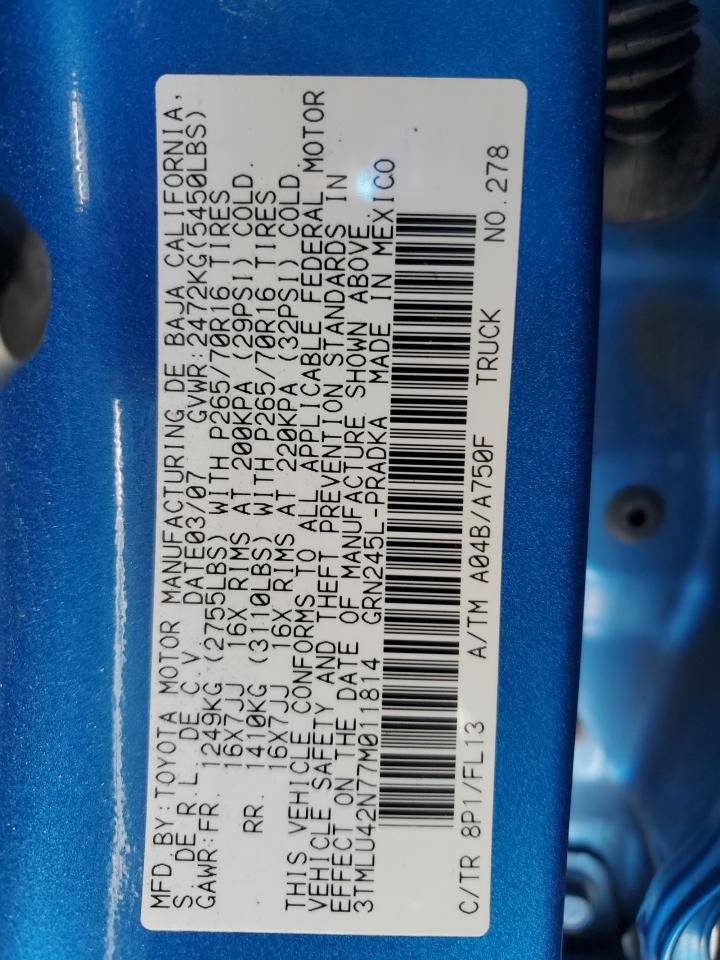 MFD.BY:TOYOTA MOTOR MANUFACTURING DE BAJA CALIFORNIA,
S DE R L DE C.V. DATE03/07 GVWR:2472KG(5450LBS)
GAWR:FR. 1249KG (2755LBS) WITH P265/70R16 TIRES
16X7JJ 16X RIMS AT 200KPA (29PSI) COLD.
RR. 1410KG (3110LBS) WITH P265/70R16 TIRES
16X7JJ 16X RIMS AT 220KPA (32PSI) COLD.
THIS VEHICLE CONFORMS TO ALL APPLICABLE FEDERAL MOTOR
VEHICLE SAFETY AND THEFT PREVENTION STANDARDS IN
EFFECT ON THE DATE OF MANUFACTURE SHOWN ABOVE.
3TMLU42N77M011814 GRN245L-PRADKA MADE IN MEXICO
C/TR 8P1/FL13 A/TM A04B/A750F TRUCK NO.278